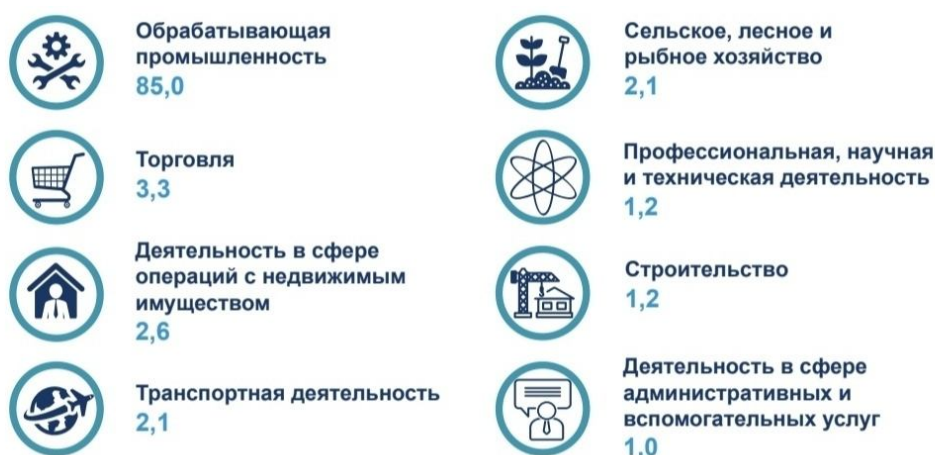 Обрабатывающая
промышленность
85,0
Торговля
3,3
Деятельность в сфере
операций с недвижимым
имуществом
2,6
Транспортная деятельность
2,1
Сельское, лесное и
рыбное хозяйство
2,1
Профессиональная, научная
и техническая деятельность
1,2
Строительство
1,2
Деятельность в сфере
административных и
вспомогательных услуг
1,0